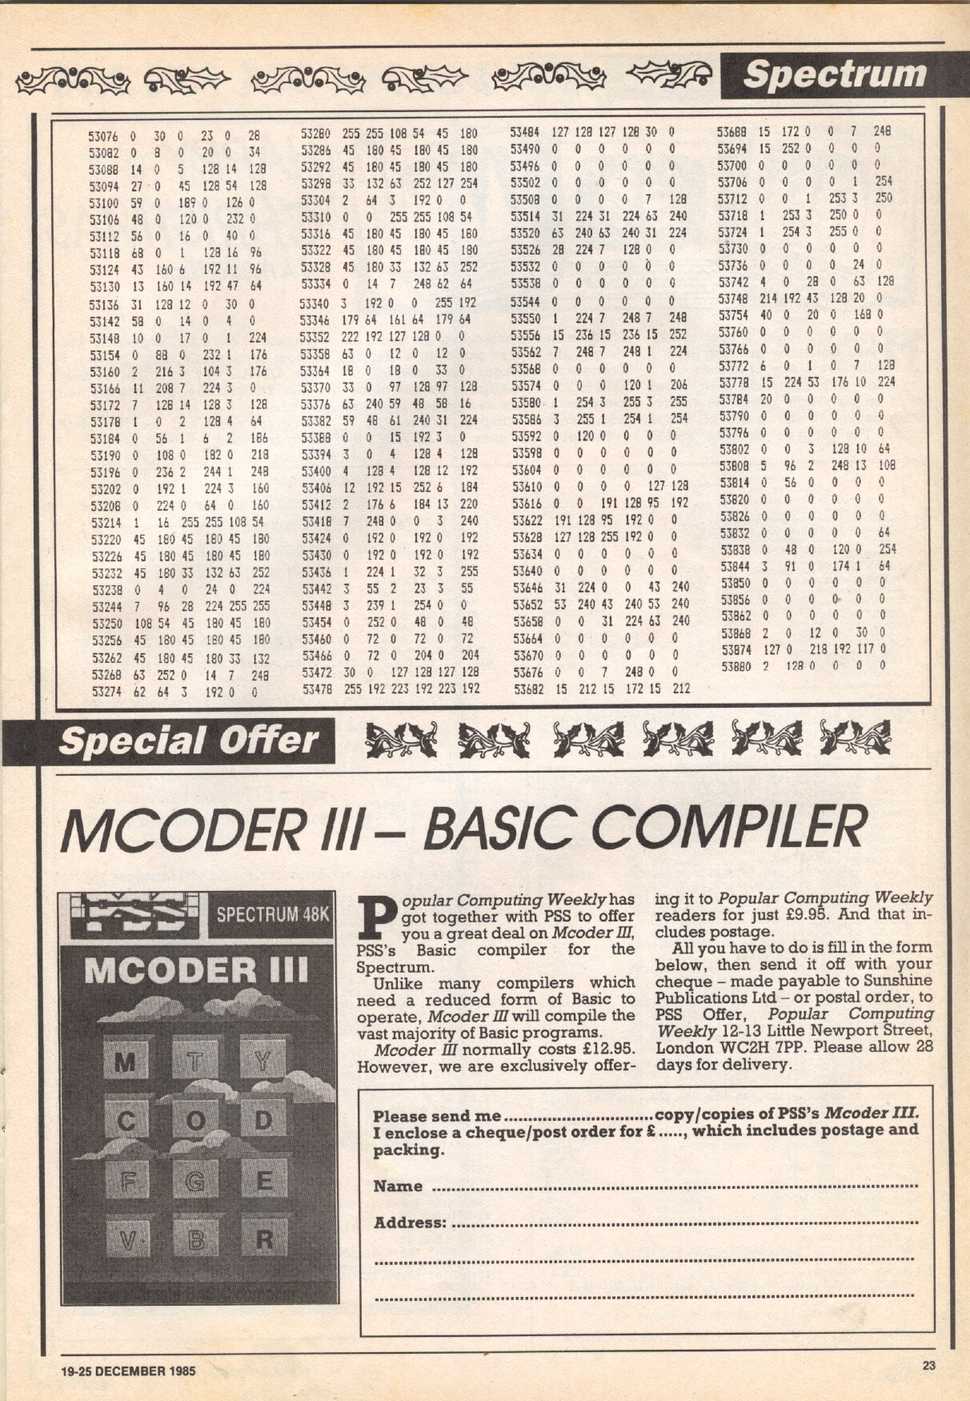 Spectrum
53076 0 30 0 23 0 28
53082 0 8 0 20 0 34
53088 14 0 5 128 14 128
53094 27 0 45 128 54 128
53100 59 0 189 0 126 0
53106 48 0 120 0 232 0
53112 56 0 16 0 40 0
53118 68 0 1 128 16 96
53124 43 160 6 192 11 96
53130 13 160 14 192 47 64
53136 31 128 12 0 30 0
53142 58 0 14 0 4 0
53148 10 0 17 0 1 224
53154 0 88 0 232 1 176
53160 2 216 3 104 3 176
53166 11 208 7 224 3 0
53172 7 128 14 128 3 128
53178 1 0 2 128 4 64
53184 0 56 1 6 2 186
53190 0 108 0 182 0 218
53196 0 236 2 244 1 248
53202 0 192 1 224 3 160
53208 0 224 0 64 0 160
53214 1 16 255 255 108 54
53220 45 180 45 180 45 180
53226 45 180 45 180 45 180
53232 45 180 33 132 63 252
53238 0 4 0 24 0 224
53244 7 96 28 224 255 255
53250 108 54 45 180 45 180
53256 45 180 45 180 45 180
53262 45 180 45 180 33 132
53268 63 252 0 14 7 248
53274 62 64 3 192 0 0
53280 255 255 108 54 45 180
53286 45 180 45 180 45 180
53292 45 180 45 180 45 180
53298 33 132 63 252 127 254
53304 2 64 3 192 0 0
53310 0 0 255 255 108 54
53316 45 180 45 180 45 180
53322 45 180 45 180 45 180
53328 45 180 33 132 63 252
53334 0 14 7 248 62 64
53340 3 192 0 0 255 192
53346 179 64 161 64 179 64
53352 222 192 127 128 0 0
53358 63 0 12 0 12 0
53364 18 0 18 0 33 0
53370 33 0 97 128 97 128
53376 63 240 59 48 58 16
53382 59 48 61 240 31 224
53388 0 0 15 192 3 0
53394 3 0 4 128 4 128
53400 4 128 4 128 12 192
53406 12 192 15 252 6 184
53412 2 176 6 184 13 220
53418 7 248 0 0 3 240
53424 0 192 0 192 0 192
53430 0 192 0 192 0 192
53436 1 224 1 32 3 255
53442 3 55 2 23 3 55
53448 3 239 1 254 0 0
53454 0 252 0 48 0 48
53460 0 72 0 72 0 72
53466 0 72 0 204 0 204
53472 30 0 127 128 127 128
53478 255 192 223 192 223 192
53484 127 128 127 128 30 0
53490 0 0 0 0 0 0
53496 0 0 0 0 0 0
53502 0 0 0 0 0 0
53508 0 0 0 0 7 128
53514 31 224 31 224 63 240
53520 63 240 63 240 31 224
53526 28 224 7 128 0 0
53532 0 0 0 0 0 0
53538 0 0 0 0 0 0
53544 0 0 0 0 0 0
53550 1 224 7 248 7 248
53556 15 236 15 236 15 252
53562 7 248 7 248 1 224
53568 0 0 0 0 0 0
53574 0 0 0 120 1 206
53580 1 254 3 255 3 255
53586 3 255 1 254 1 254
53592 0 120 0 0 0 0
53598 0 0 0 0 0 0
53604 0 0 0 0 0 0
53610 0 0 0 0 127 128
53616 0 0 191 128 95 192
53622 191 128 95 192 0 0
53628 127 128 255 192 0 0
53634 0 0 0 0 0 0
53640 0 0 0 0 0 0
53646 31 224 0 0 43 240
53652 53 240 43 240 53 240
53658 0 0 31 224 63 240
53664 0 0 0 0 0 0
53670 0 0 0 0 0 0
53676 0 0 7 248 0 0
53682 15 212 15 172 15 212
53688 15 172 0 0 7 248
53694 15 252 0 0 0 0
53700 0 0 0 0 0 0
53706 0 0 0 0 1 254
53712 0 0 1 253 3 250
53718 1 253 3 250 0 0
53724 1 254 3 255 0 0
53730 0 0 0 0 0 0
53736 0 0 0 0 24 0
53742 4 0 28 0 63 128
53748 214 192 43 128 20 0
53754 40 0 20 0 168 0
53760 0 0 0 0 0 0
53766 0 0 0 0 0 0
53772 6 0 1 0 7 128
53778 15 224 53 176 10 224
53784 20 0 0 0 0 0
53790 0 0 0 0 0 0
53796 0 0 0 0 0 0
53802 0 0 3 128 10 64
53808 5 96 2 248 13 108
53814 0 56 0 0 0 0
53820 0 0 0 0 0 0
53826 0 0 0 0 0 0
53832 0 0 0 0 0 64
53838 0 48 0 120 0 254
53844 3 91 0 174 1 64
53850 0 0 0 0 0 0
53856 0 0 0 0 0 0
53862 0 0 0 0 0 0
53868 2 0 12 0 30 0
53874 127 0 218 192 117 0
53880 2 128 0 0 0 0
Special Offer
MCODER III – BASIC COMPILER
PSS SPECTRUM 48K
MCODER III
M T Y
C O D
F G E
V B R
Popular Computing Weekly has
got together with PSS to offer
you a great deal on Mcoder III,
PSS's Basic compiler for the
Spectrum.
Unlike many compilers which
need a reduced form of Basic to
operate, Mcoder III will compile the
vast majority of Basic programs.
Mcoder III normally costs £12.95.
However, we are exclusively offer-
ing it to Popular Computing Weekly
readers for just £9.95. And that in-
cludes postage.
All you have to do is fill in the form
below, then send it off with your
cheque – made payable to Sunshine
Publications Ltd – or postal order, to
PSS Offer, Popular Computing
Weekly 12-13 Little Newport Street,
London WC2H 7PP. Please allow 28
days for delivery.
Please send me ..............................copy/copies of PSS's Mcoder III.
I enclose a cheque/post order for £ ....., which includes postage and
packing.
Name ..........................................................................
Address: ..........................................................................
19-25 DECEMBER 1985
23